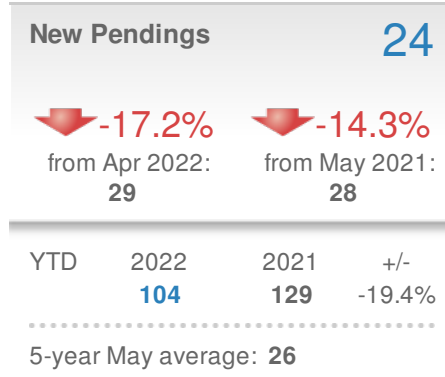 New Pendings 24
-17.2% -14.3%
from Apr 2022: from May 2021:
29 28
YTD 2022 2021 +/-
104 129 -19.4%
5-year May average: 26